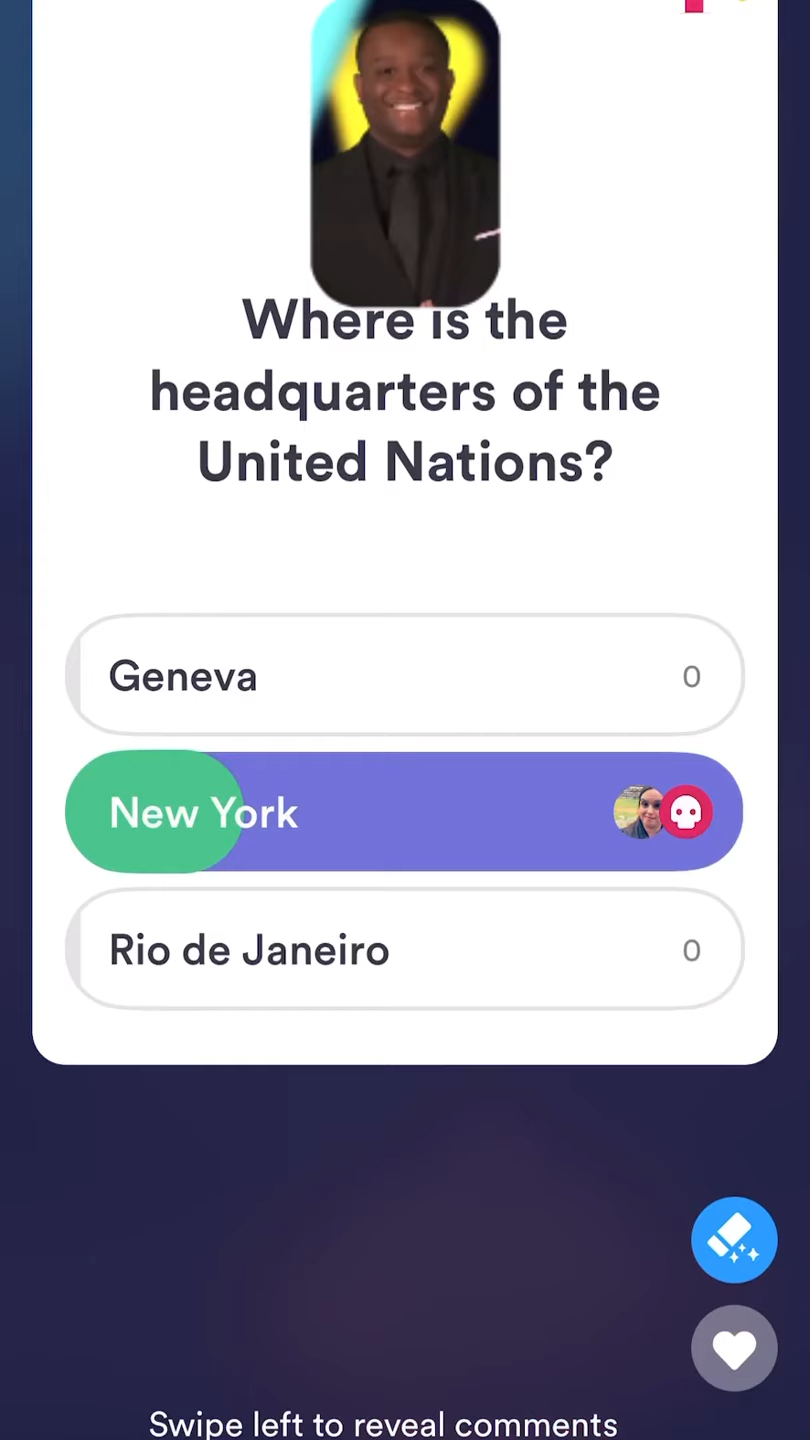 Where is the
headquarters of the
United Nations?
Geneva 0
New York
Rio de Janeiro 0
Swipe left to reveal comments